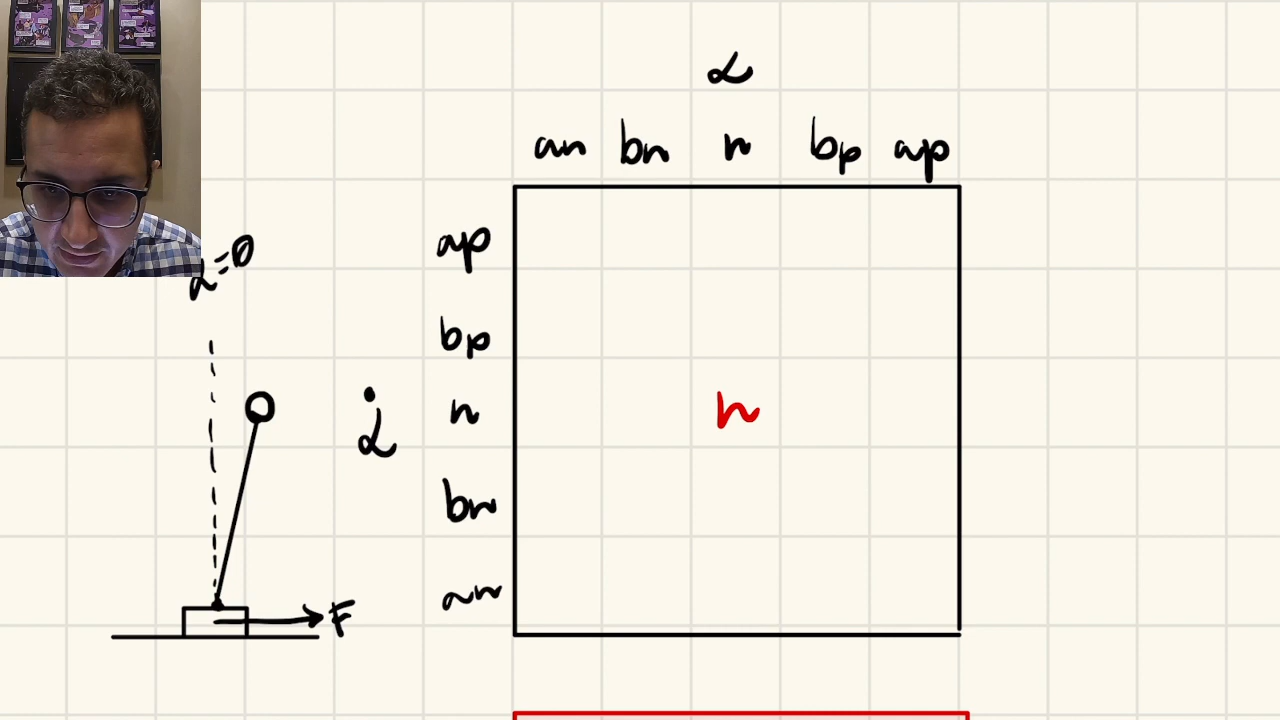 α
an bn n bp ap
α=0
ap
bp
α̇ n n
bn
an
F